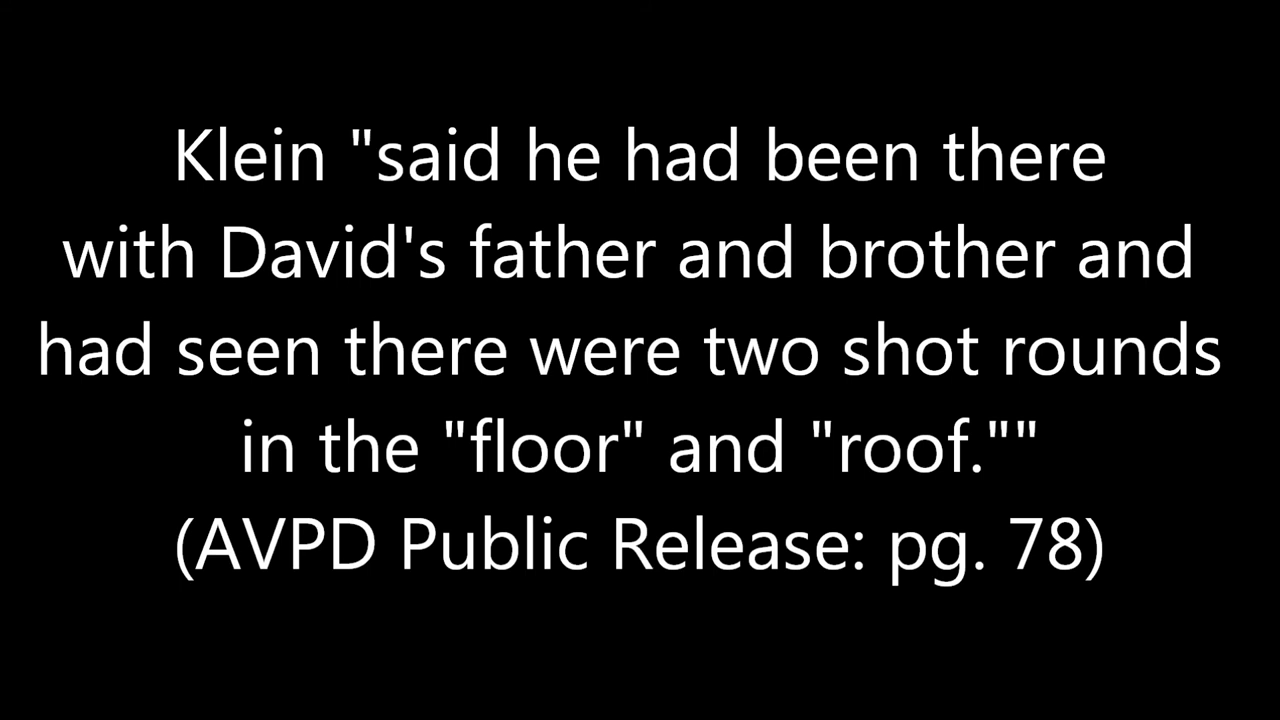 Klein "said he had been there
with David's father and brother and
had seen there were two shot rounds
in the "floor" and "roof.""
(AVPD Public Release: pg. 78)